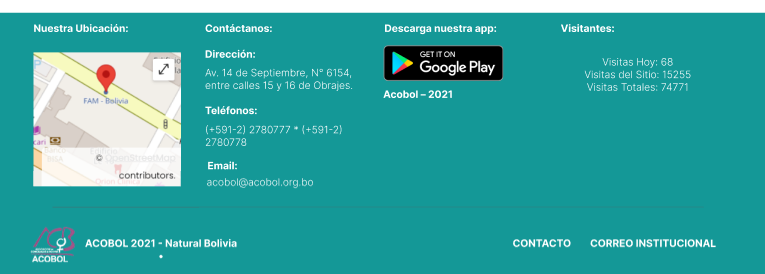 Nuestra Ubicación:
FAM - Bolivia
© OpenStreetMap
contributors.
Contáctanos:
Dirección:
Av. 14 de Septiembre, N° 6154,
entre calles 15 y 16 de Obrajes.
Teléfonos:
(+591-2) 2780777 * (+591-2)
2780778
Email:
acobol@acobol.org.bo
Descarga nuestra app:
GET IT ON
Google Play
Acobol – 2021
Visitantes:
Visitas Hoy: 68
Visitas del Sitio: 15255
Visitas Totales: 74771
ACOBOL
ACOBOL 2021 - Natural Bolivia
CONTACTO
CORREO INSTITUCIONAL